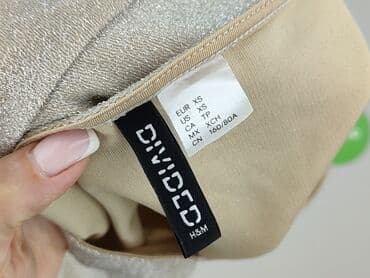 EUR XS
US XS
CA TP
MX XCH
CN 160/80A
DIVIDED
H&M